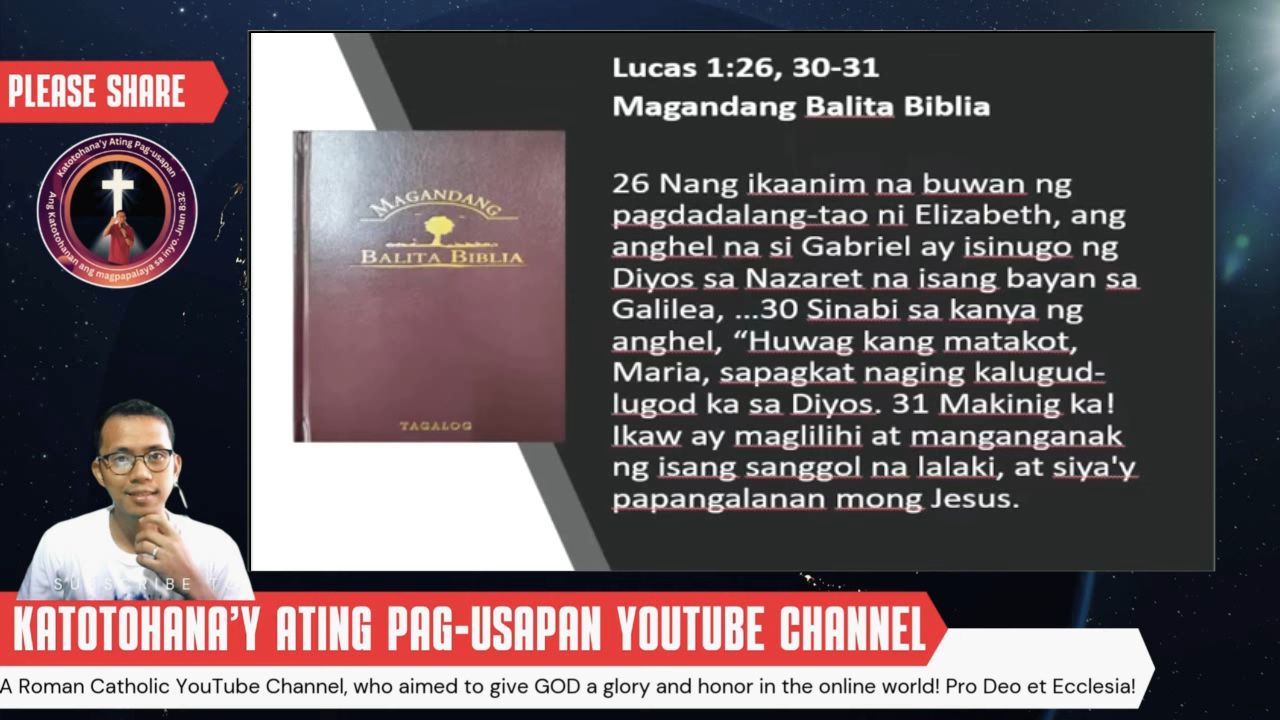 PLEASE SHARE
Katotohana'y Ating Pag-usapan
Ang Katotohanan ang magpapalaya sa inyo. Juan 8:32
MAGANDANG
BALITA BIBLIA
TAGALOG
Lucas 1:26, 30-31
Magandang Balita Biblia
26 Nang ikaanim na buwan ng
pagdadalang-tao ni Elizabeth, ang
anghel na si Gabriel ay isinugo ng
Diyos sa Nazaret na isang bayan sa
Galilea, ...30 Sinabi sa kanya ng
anghel, “Huwag kang matakot,
Maria, sapagkat naging kalugud-
lugod ka sa Diyos. 31 Makinig ka!
Ikaw ay maglilihi at manganganak
ng isang sanggol na lalaki, at siya'y
papangalanan mong Jesus.
SUBSCRIBE TO
KATOTOHANA’Y ATING PAG-USAPAN YOUTUBE CHANNEL
A Roman Catholic YouTube Channel, who aimed to give GOD a glory and honor in the online world! Pro Deo et Ecclesia!